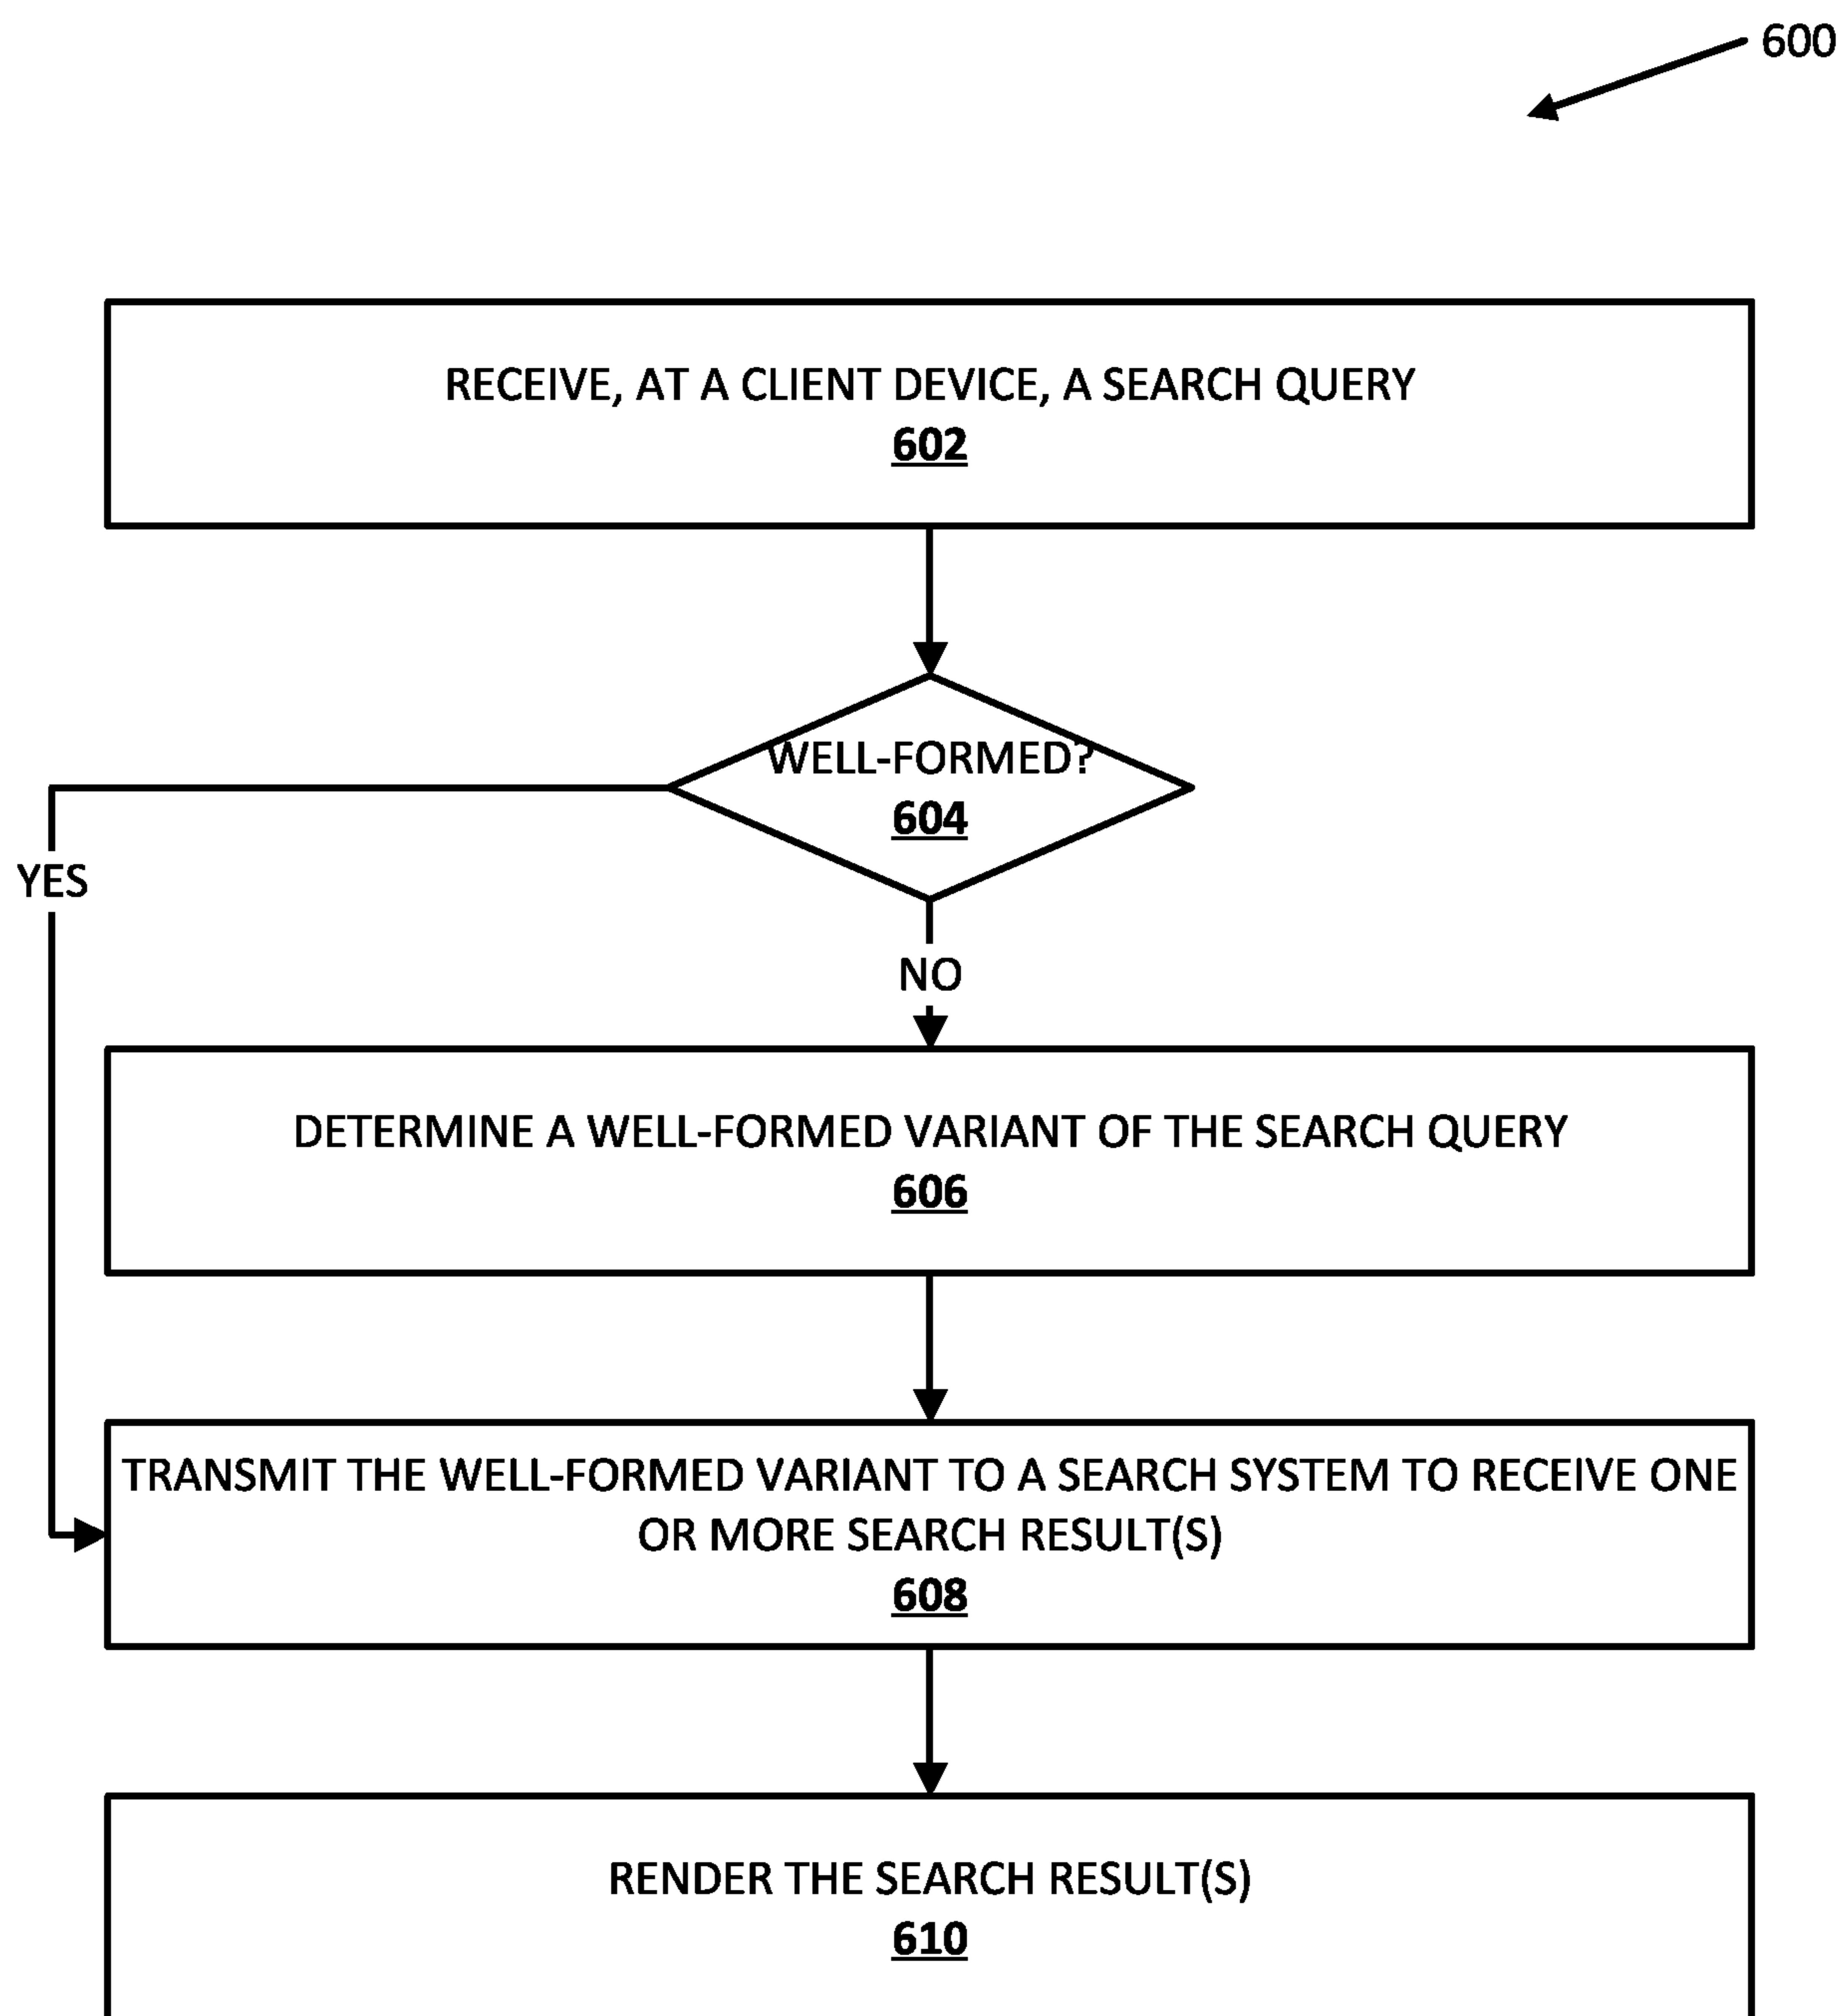 600
RECEIVE, AT A CLIENT DEVICE, A SEARCH QUERY
602
WELL-FORMED?
604
YES
NO
DETERMINE A WELL-FORMED VARIANT OF THE SEARCH QUERY
606
TRANSMIT THE WELL-FORMED VARIANT TO A SEARCH SYSTEM TO RECEIVE ONE
OR MORE SEARCH RESULT(S)
608
RENDER THE SEARCH RESULT(S)
610